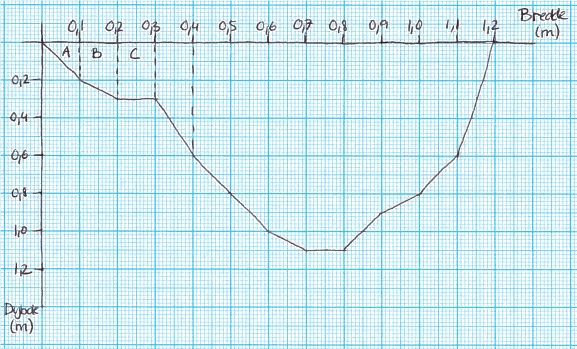 0,1 0,2 0,3 0,4 0,5 0,6 0,7 0,8 0,9 1,0 1,1 1,2 Bredde
(m)
A B C
0,2
0,4
0,6
0,8
1,0
1,2
Dybde
(m)